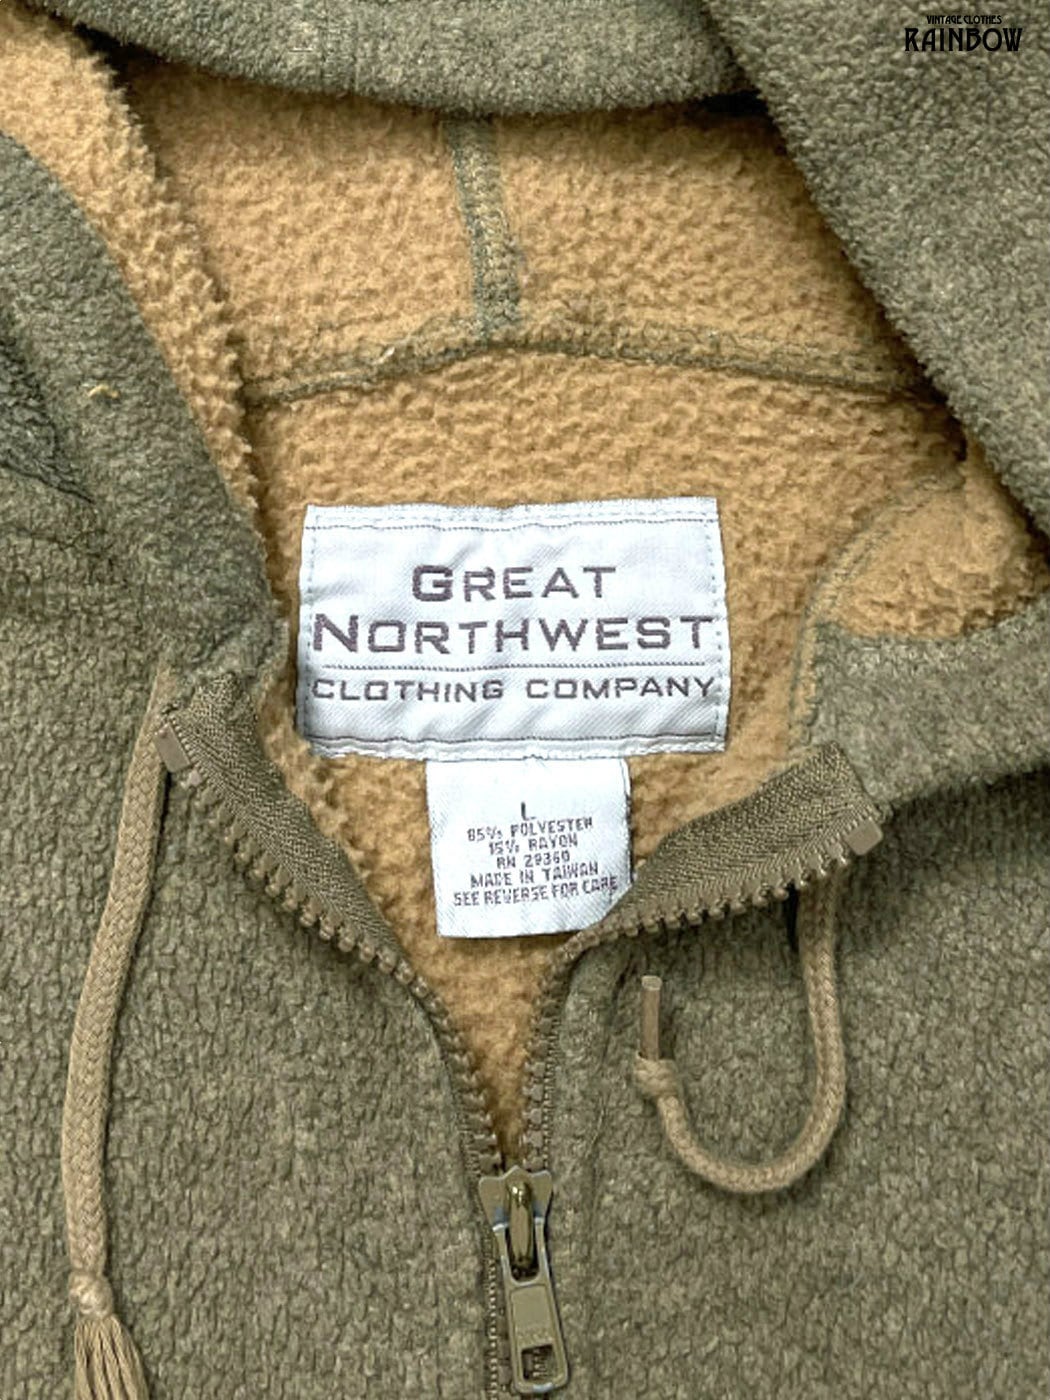 VINTAGE CLOTHES
RAINBOW
GREAT
NORTHWEST
CLOTHING COMPANY
L
85% POLYESTER
15% RAYON
RN 29360
MADE IN TAIWAN
SEE REVERSE FOR CARE